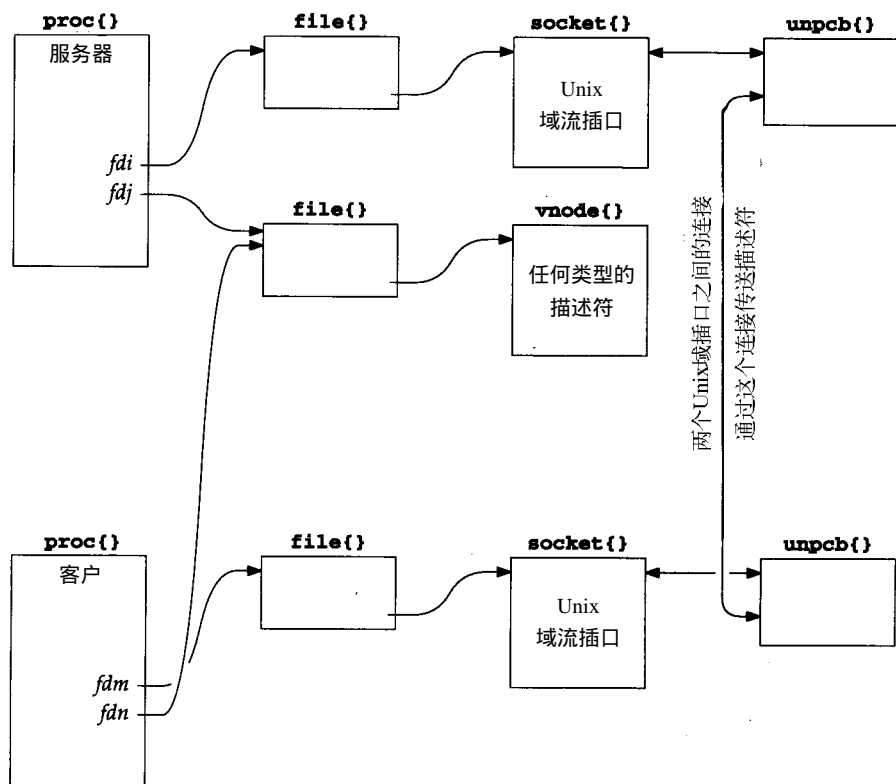 proc{}
file{}
socket{}
unpcb{}
服务器
Unix
域流插口
fdi
fdj
file{}
vnode{}
任何类型的
描述符
两个Unix域插口之间的连接
通过这个连接传送描述符
proc{}
file{}
socket{}
unpcb{}
客户
Unix
域流插口
fdm
fdn